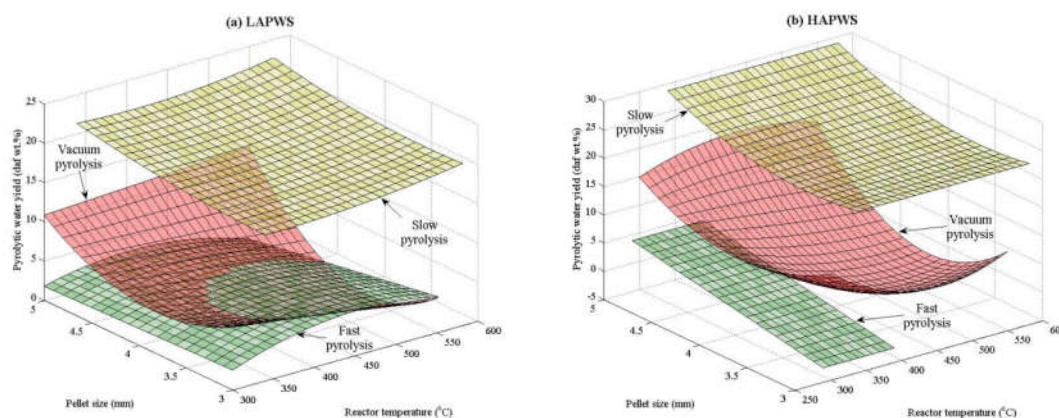 (a) LAPWS
25
20
15
10
5
0
Pyrolytic water yield (daf wt.%)
Vacuum
pyrolysis
Slow
pyrolysis
Fast
pyrolysis
5
4.5
4
3.5
3
Pellet size (mm)
300
350
400
450
500
550
600
Reactor temperature (°C)
(b) HAPWS
30
25
20
15
10
5
0
-5
Pyrolytic water yield (daf wt.%)
Slow
pyrolysis
Vacuum
pyrolysis
Fast
pyrolysis
5
4.5
4
3.5
3
Pellet size (mm)
250
300
350
400
450
500
550
Reactor temperature (°C)